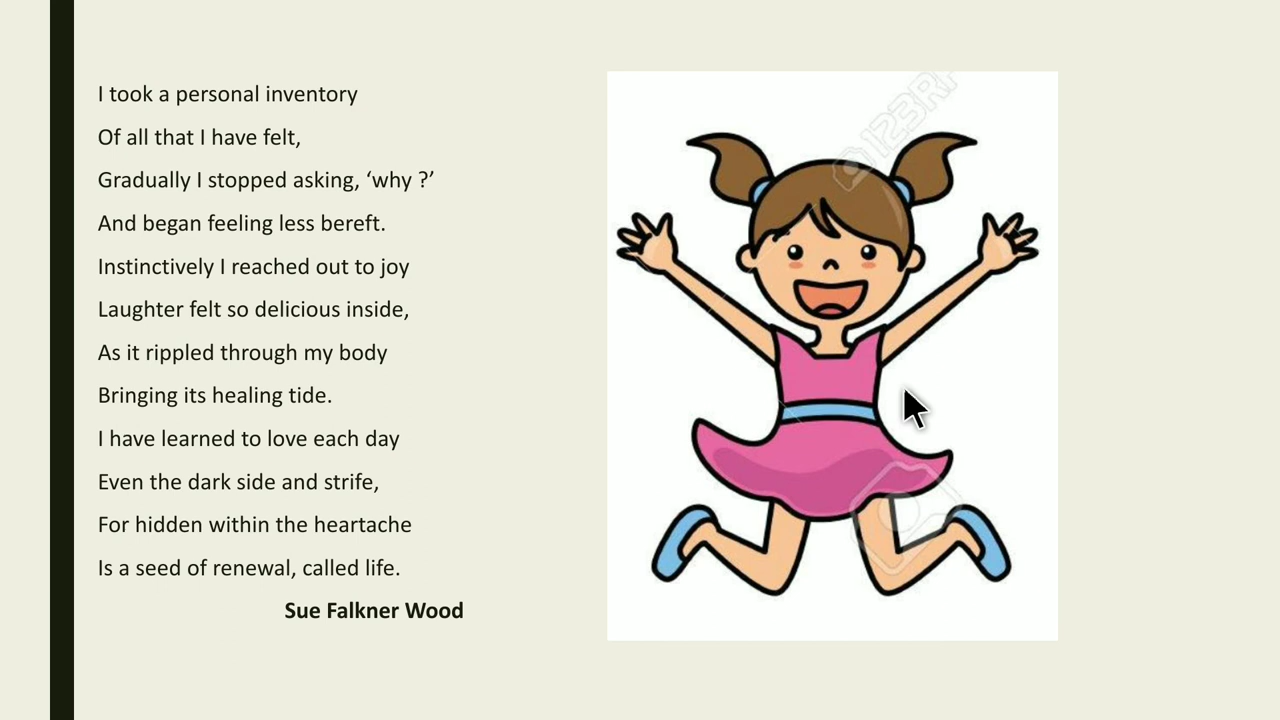 I took a personal inventory
Of all that I have felt,
Gradually I stopped asking, ‘why ?’
And began feeling less bereft.
Instinctively I reached out to joy
Laughter felt so delicious inside,
As it rippled through my body
Bringing its healing tide.
I have learned to love each day
Even the dark side and strife,
For hidden within the heartache
Is a seed of renewal, called life.
Sue Falkner Wood